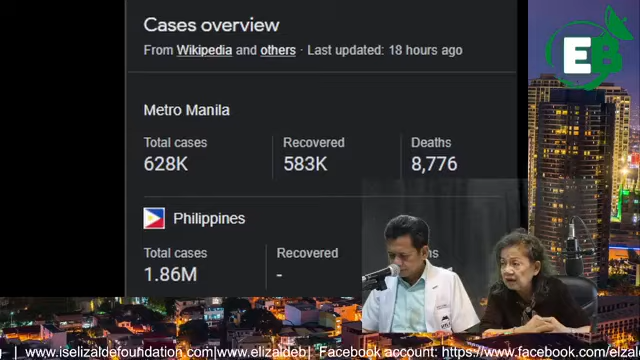 Cases overview
From Wikipedia and others · Last updated: 18 hours ago
EB
Metro Manila
Total cases Recovered Deaths
628K 583K 8,776
Philippines
Total cases Recovered
1.86M -
| www.iselizaldefoundation.com|www.elizaldeb| Facebook account: https://www.facebook.com/eliz